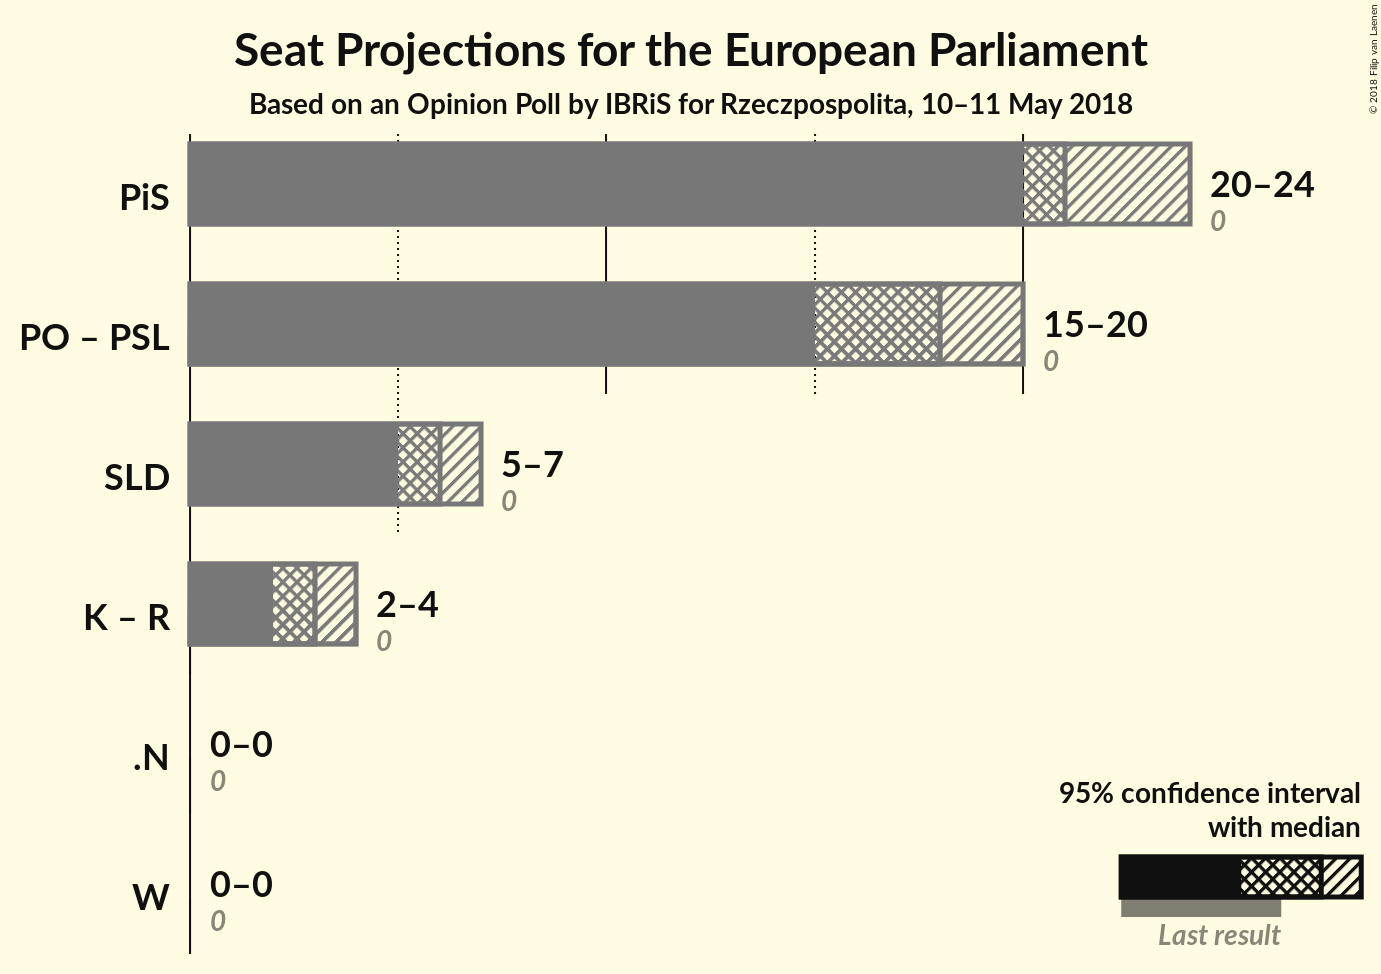 Seat Projections for the European Parliament
Based on an Opinion Poll by IBRiS for Rzeczpospolita, 10–11 May 2018
© 2018 Filip van Laenen
PiS
20–24
0
PO – PSL
15–20
0
SLD
5–7
0
K – R
2–4
0
.N
0–0
0
W
0–0
0
95% confidence interval
with median
Last result